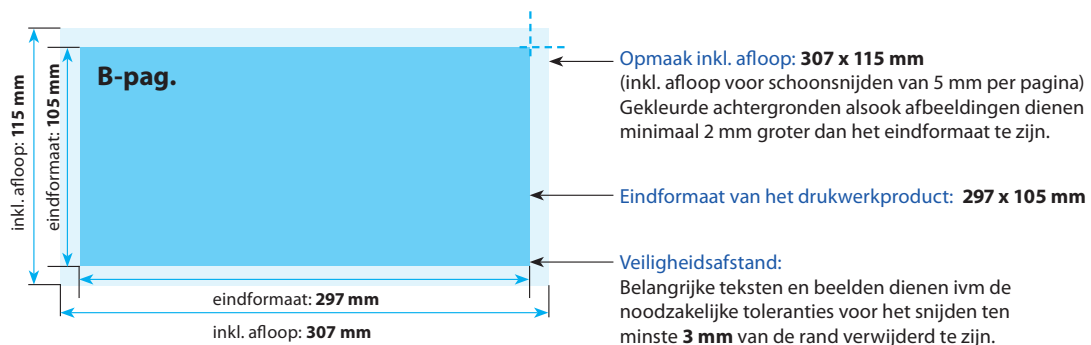 B-pag.
inkl. afloop: 115 mm
eindformaat: 105 mm
eindformaat: 297 mm
inkl. afloop: 307 mm
Opmaak inkl. afloop: 307 x 115 mm
(inkl. afloop voor schoonsnijden van 5 mm per pagina)
Gekleurde achtergronden alsook afbeeldingen dienen
minimaal 2 mm groter dan het eindformaat te zijn.
Eindformaat van het drukwerkproduct: 297 x 105 mm
Veiligheidsafstand:
Belangrijke teksten en beelden dienen ivm de
noodzakelijke toleranties voor het snijden ten
minste 3 mm van de rand verwijderd te zijn.